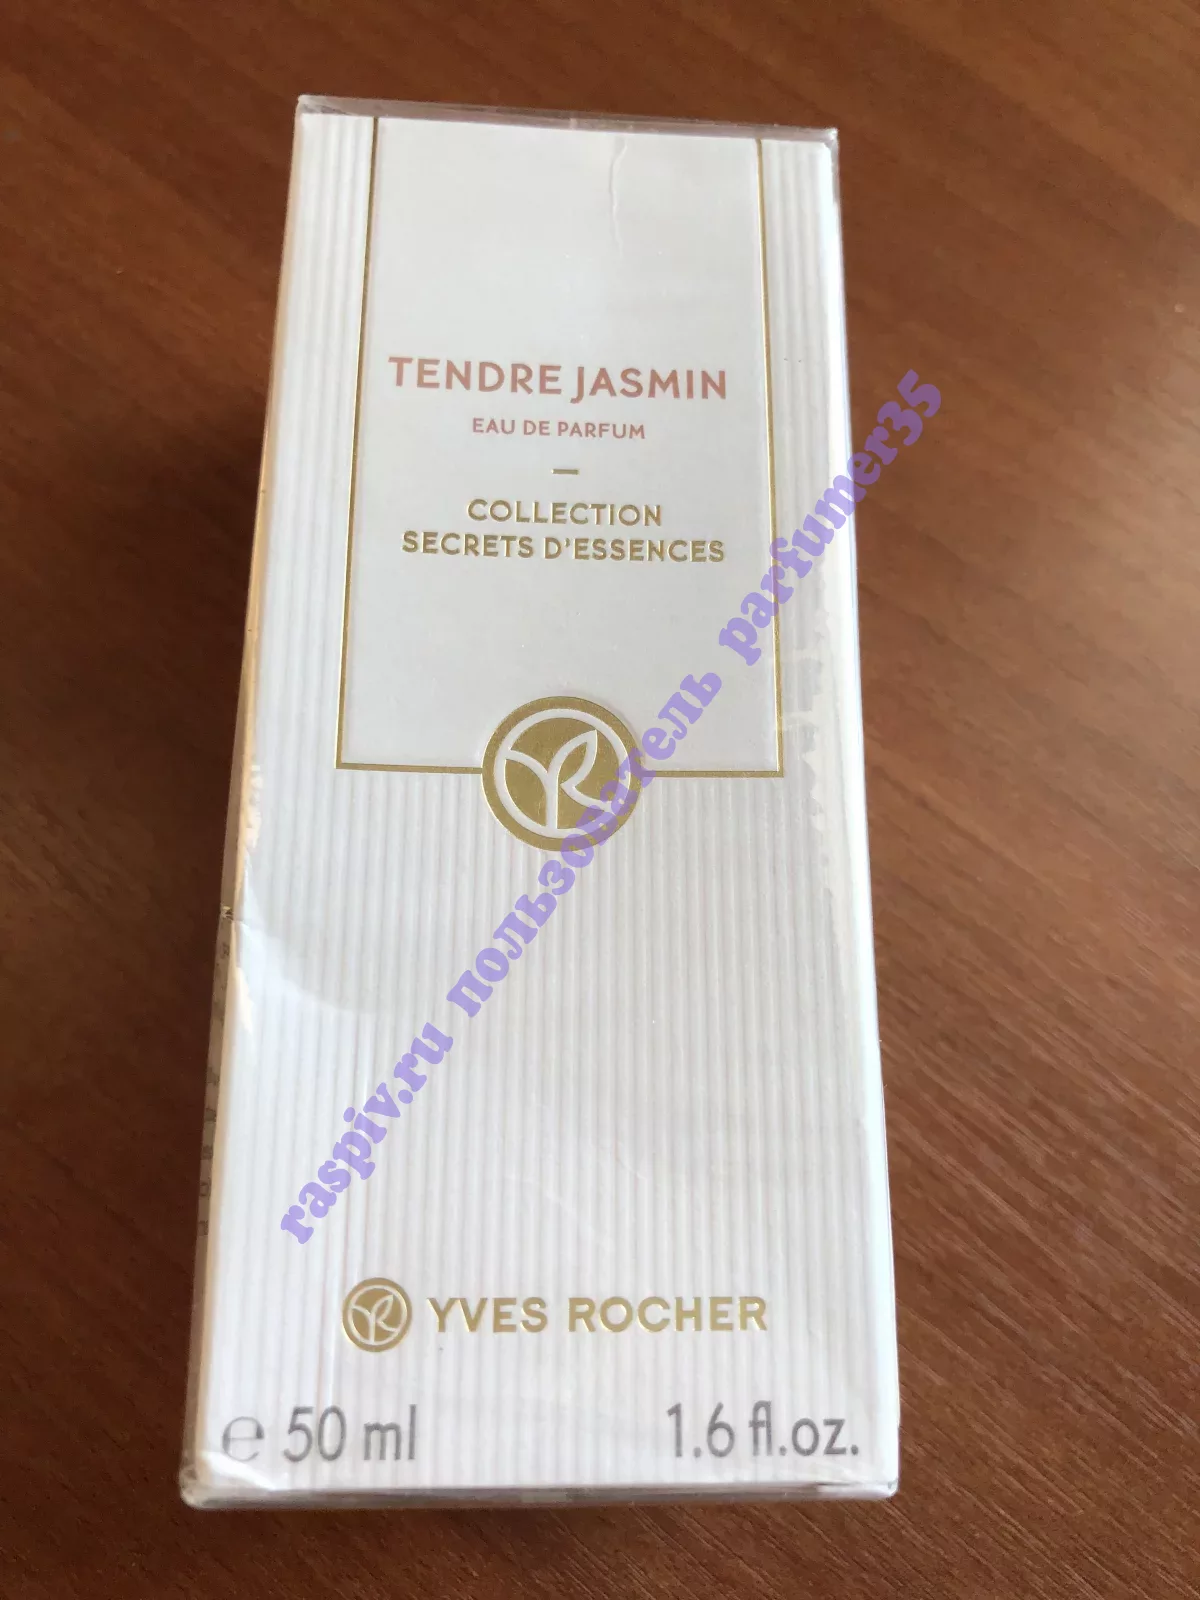 TENDRE JASMIN
EAU DE PARFUM
COLLECTION
SECRETS D'ESSENCES
raspiv.ru пользователь parfumer35
YVES ROCHER
e 50 ml
1.6 fl.oz.